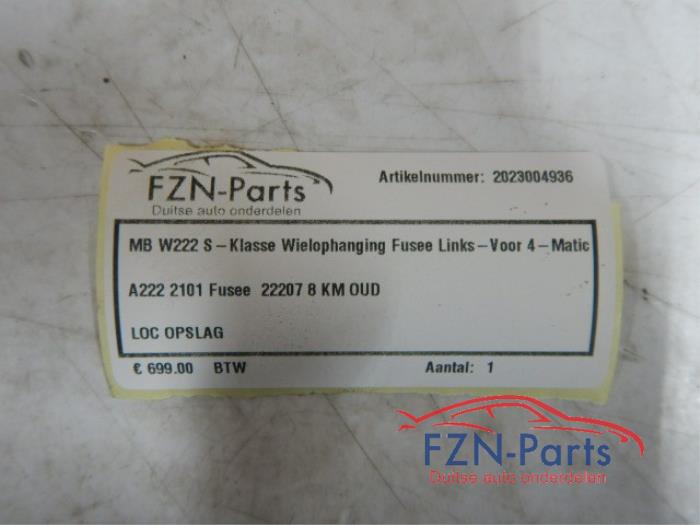 FZN-Parts
Duitse auto onderdelen
Artikelnummer: 2023004936
MB W222 S-Klasse Wielophanging Fusee Links-Voor 4-Matic
A222 2101 Fusee 22207 8 KM OUD
LOC OPSLAG
€ 699.00 BTW
Aantal: 1
FZN-Parts
Duitse auto onderdelen